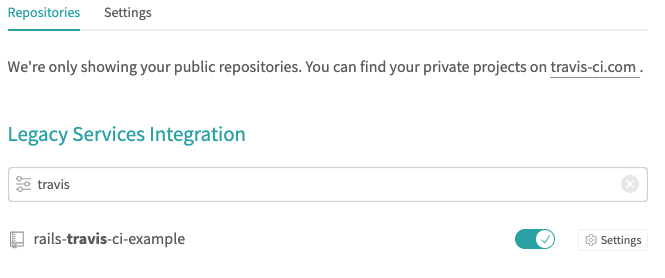 Repositories Settings
We're only showing your public repositories. You can find your private projects on travis-ci.com .
Legacy Services Integration
travis
rails-travis-ci-example Settings